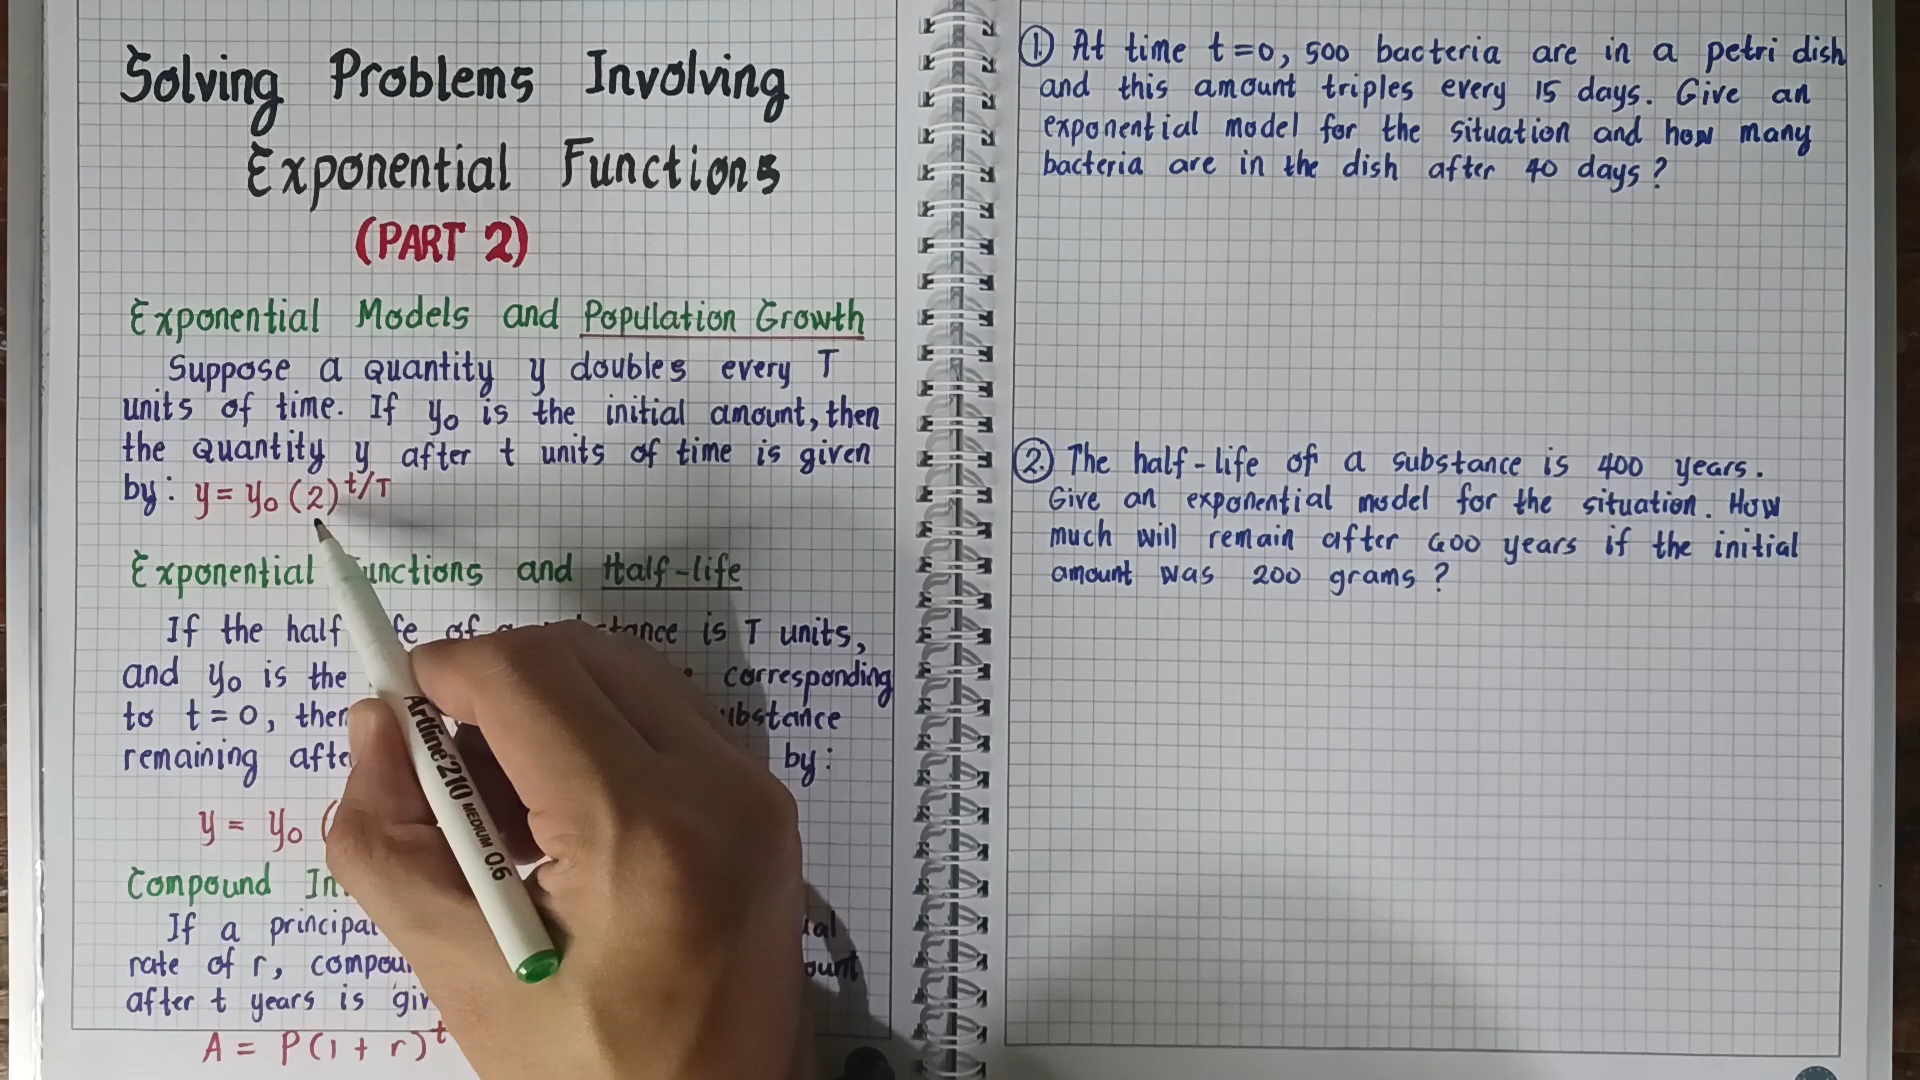 Solving Problems Involving
Exponential Functions
(PART 2)
Exponential Models and Population Growth
Suppose a quantity y doubles every T
units of time. If y₀ is the initial amount, then
the quantity y after t units of time is given
by: y = y₀ (2)^t/T
Exponential unctions and Half-life
If the half fe of a stance is T units,
and y₀ is the corresponding
to t = 0, then ubstance
remaining afte by:
y = y₀ (
Compound In
If a principal
rate of r, compou ount
after t years is giv
A = P(1 + r)^t
Artline 210 MEDIUM 0.6
1. At time t=0, 500 bacteria are in a petri dish
and this amount triples every 15 days. Give an
exponential model for the situation and how many
bacteria are in the dish after 40 days?
2. The half-life of a substance is 400 years.
Give an exponential model for the situation. How
much will remain after 600 years if the initial
amount was 200 grams?